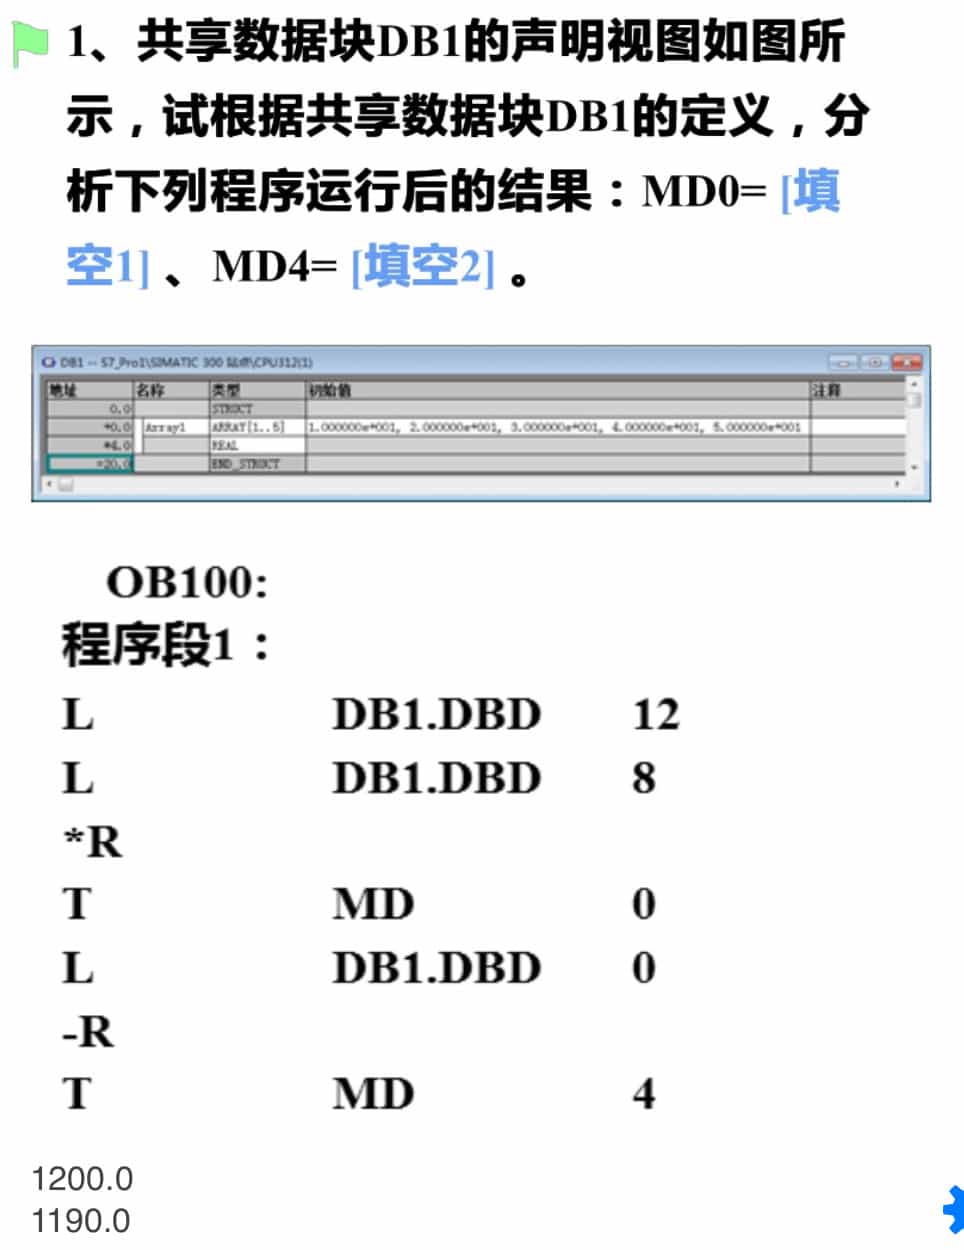 1、共享数据块DB1的声明视图如图所
示，试根据共享数据块DB1的定义，分
析下列程序运行后的结果：MD0= [填
空1] 、 MD4= [填空2] 。
DB1 -- S7_Pro1\SIMATIC 300 站点\CPU312(1)
地址 名称 类型 初始值 注释
0.0 STRUCT
+0.0 Array1 ARRAY[1..5] 1.000000e+001, 2.000000e+001, 3.000000e+001, 4.000000e+001, 5.000000e+001
*4.0 REAL
=20.0 END_STRUCT
OB100:
程序段1：
L DB1.DBD 12
L DB1.DBD 8
*R
T MD 0
L DB1.DBD 0
-R
T MD 4
1200.0
1190.0